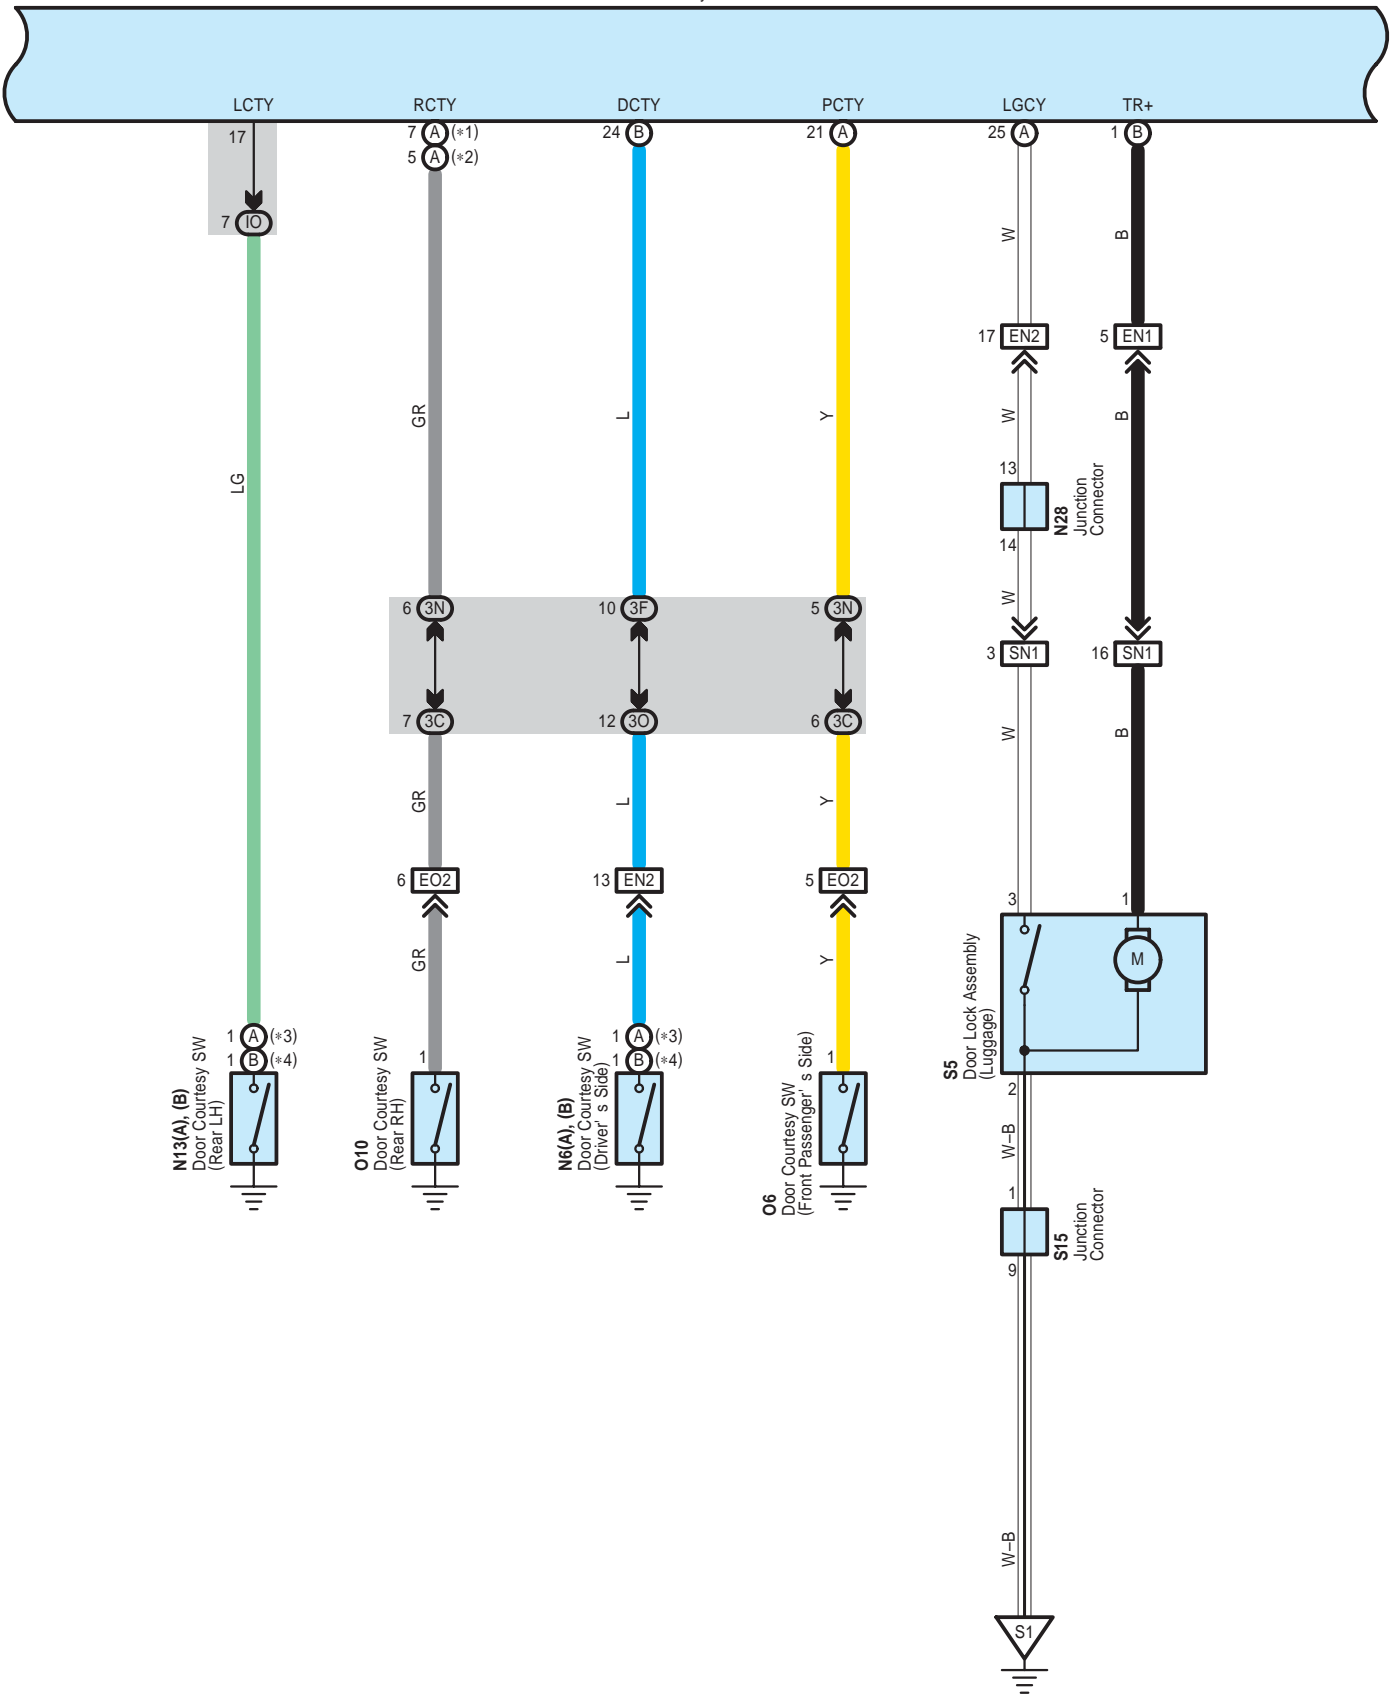 LCTY RCTY DCTY PCTY LGCY TR+
17 7 A (∗1) 24 B 21 A 25 A 1 B
5 A (∗2)
7 IO
W B
17 EN2 5 EN1
GR L Y W B
LG
13
N28
Junction
Connector
14
W
6 3N 10 3F 5 3N
3 SN1 16 SN1
7 3C 12 3O 6 3C
W B
GR L Y
6 EO2 13 EN2 5 EO2
3 1
GR L Y
M
S5
Door Lock Assembly
(Luggage)
1 A (∗3) 1 A (∗3)
1 B (∗4) 1 1 B (∗4) 1
2
N13(A), (B)
Door Courtesy SW
(Rear LH)
O10
Door Courtesy SW
(Rear RH)
N6(A), (B)
Door Courtesy SW
(Driver' s Side)
O6
Door Courtesy SW
(Front Passenger' s Side)
W–B
1
S15
Junction
Connector
9
W–B
S1